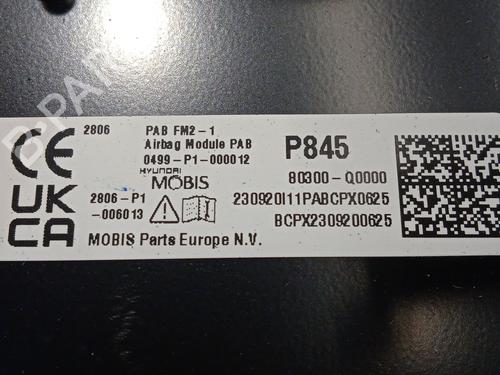 CE
2806
PAB FM2-1
Airbag Module PAB
0499-P1-000012
HYUNDAI
MOBIS
UK
CA
2806-P1
-006013
MOBIS Parts Europe N.V.
P845
80300-Q0000
230920I11PABCPX0625
BCPX2309200625